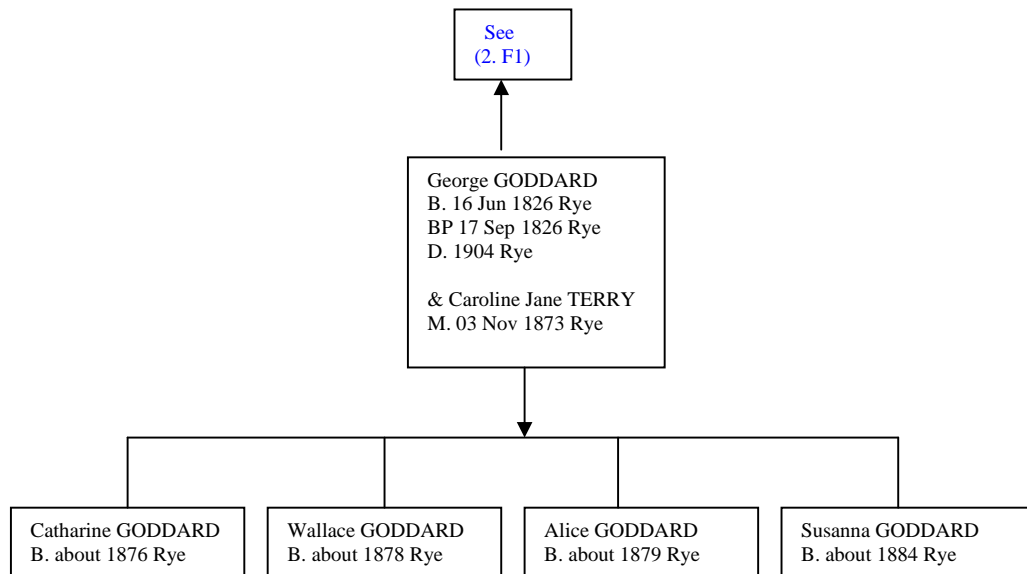 See
(2. F1)
George GODDARD
B. 16 Jun 1826 Rye
BP 17 Sep 1826 Rye
D. 1904 Rye
& Caroline Jane TERRY
M. 03 Nov 1873 Rye
Catharine GODDARD
B. about 1876 Rye
Wallace GODDARD
B. about 1878 Rye
Alice GODDARD
B. about 1879 Rye
Susanna GODDARD
B. about 1884 Rye